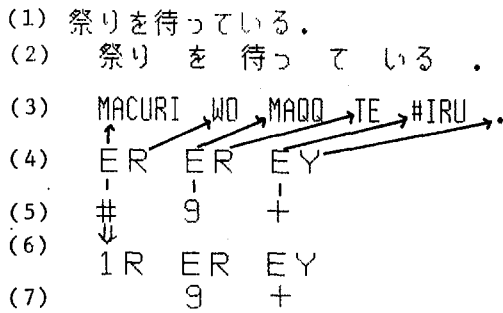 (1) 祭りを待っている.
(2) 祭り を 待っ て いる .
(3) MACURI WO MAQQ TE #IRU .
(4) ER ER EY
(5) # 9 +
(6) 1R ER EY
(7) 9 +